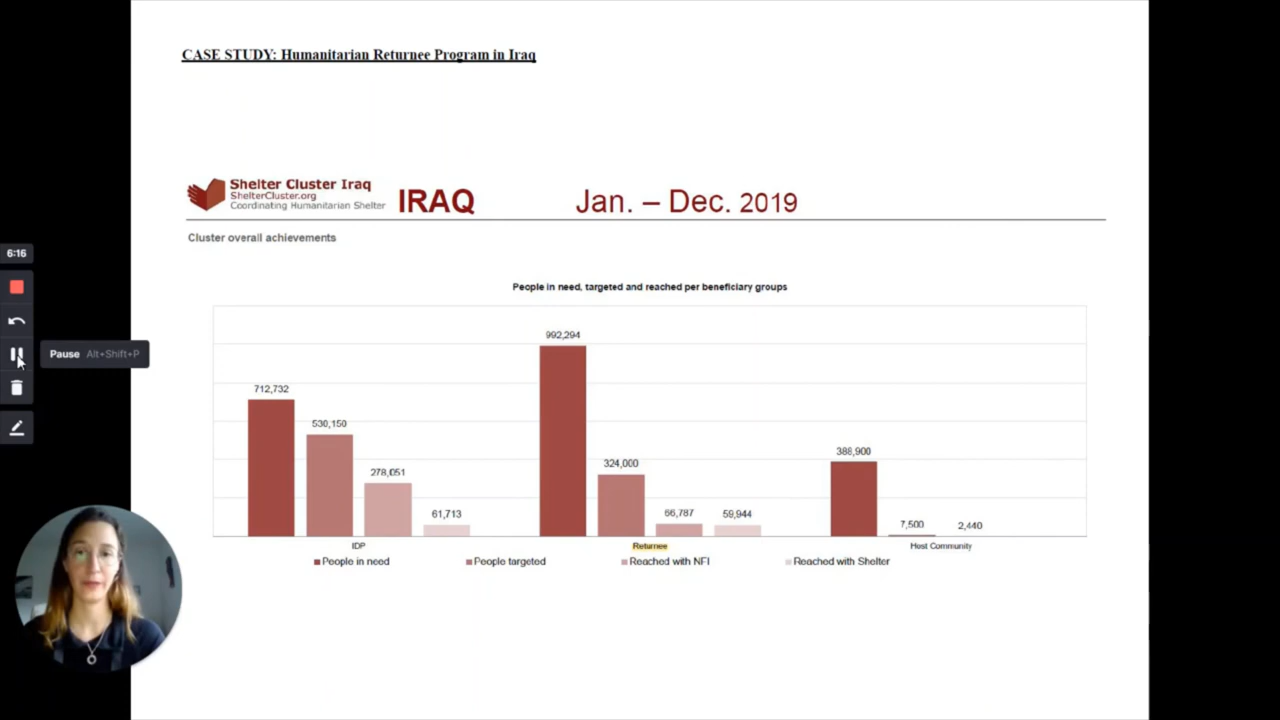 CASE STUDY: Humanitarian Returnee Program in Iraq
Shelter Cluster Iraq
ShelterCluster.org
Coordinating Humanitarian Shelter
IRAQ
Jan. – Dec. 2019
Cluster overall achievements
6:16
Pause Alt+Shift+P
People in need, targeted and reached per beneficiary groups
992,294
712,732
530,150
388,900
324,000
278,051
66,787
61,713
59,944
7,500
2,440
IDP
Returnee
Host Community
People in need
People targeted
Reached with NFI
Reached with Shelter